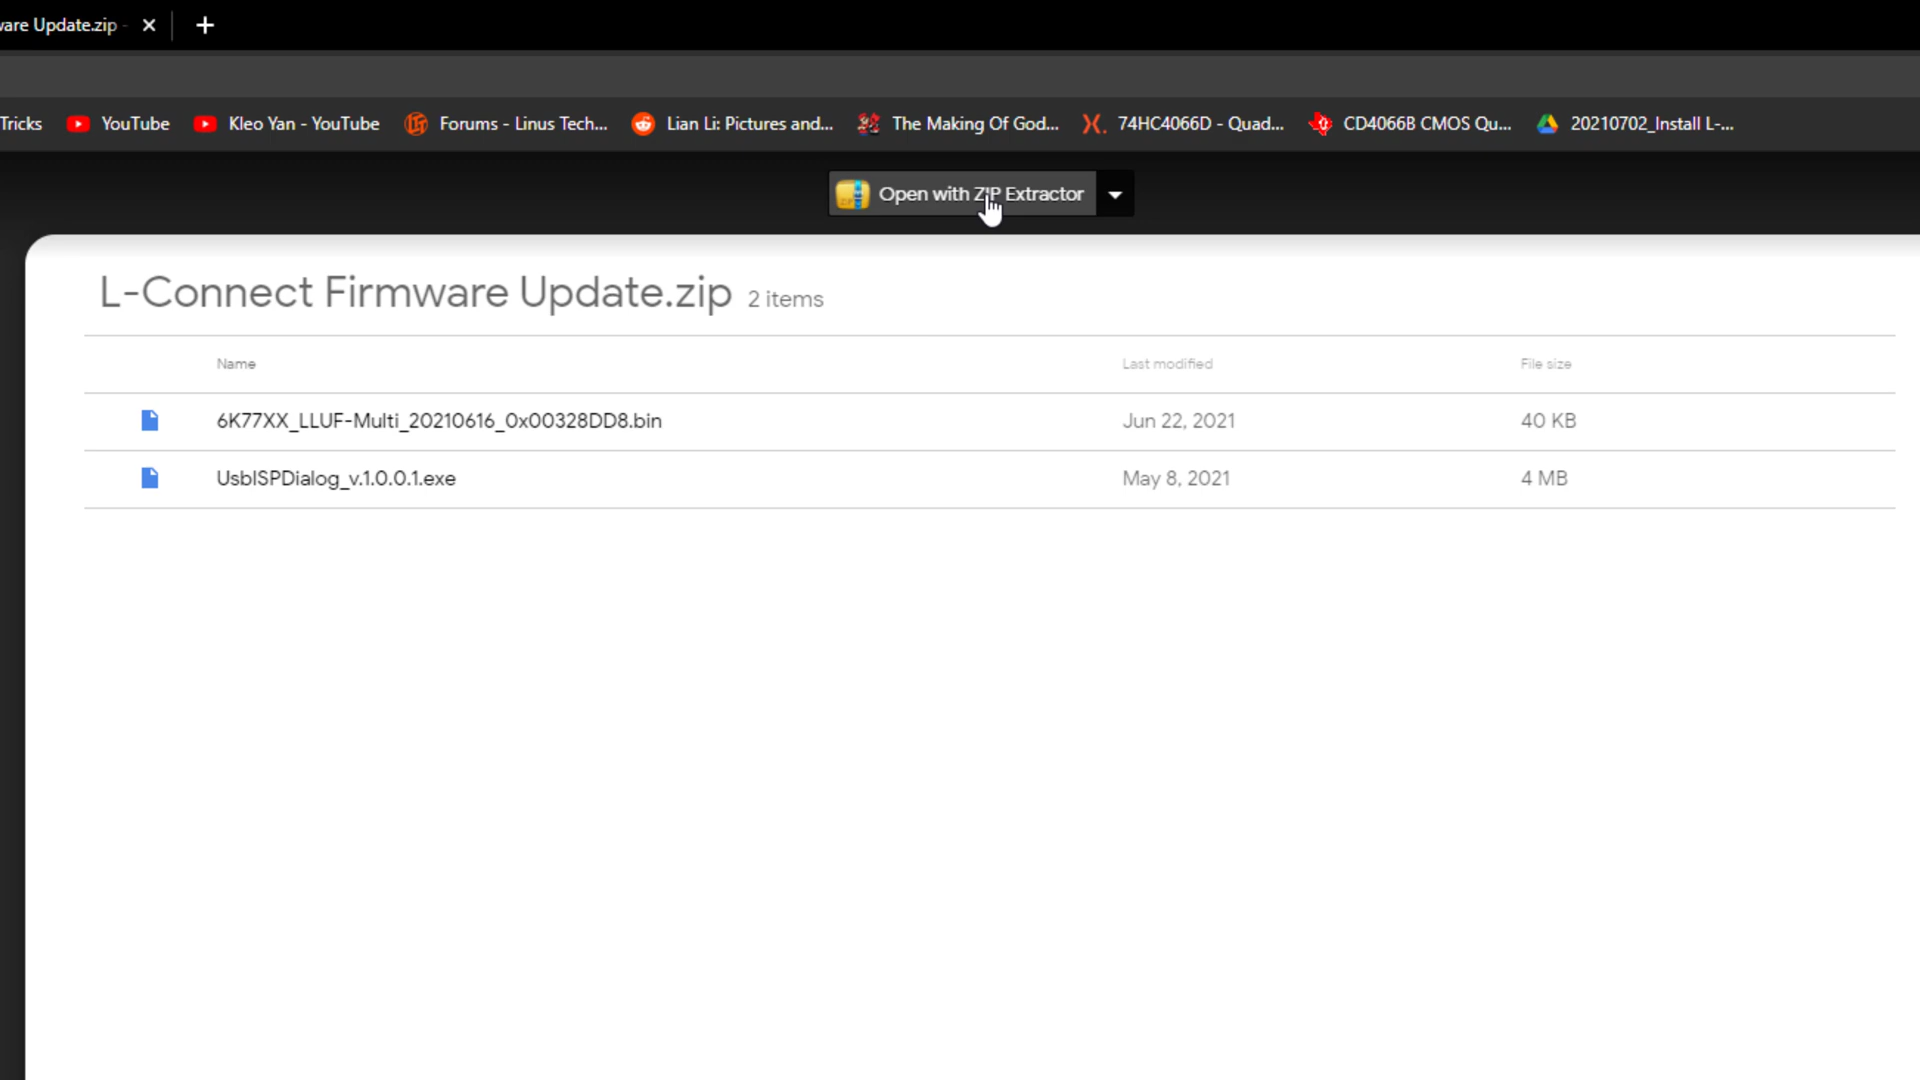 are Update.zip
Tricks
YouTube
Kleo Yan - YouTube
Forums - Linus Tech...
Lian Li: Pictures and...
The Making Of God...
74HC4066D - Quad...
CD4066B CMOS Qu...
20210702_Install L-...
Open with ZIP Extractor
L-Connect Firmware Update.zip 2 items
Name Last modified File size
6K77XX_LLUF-Multi_20210616_0x00328DD8.bin Jun 22, 2021 40 KB
UsbISPDialog_v.1.0.0.1.exe May 8, 2021 4 MB